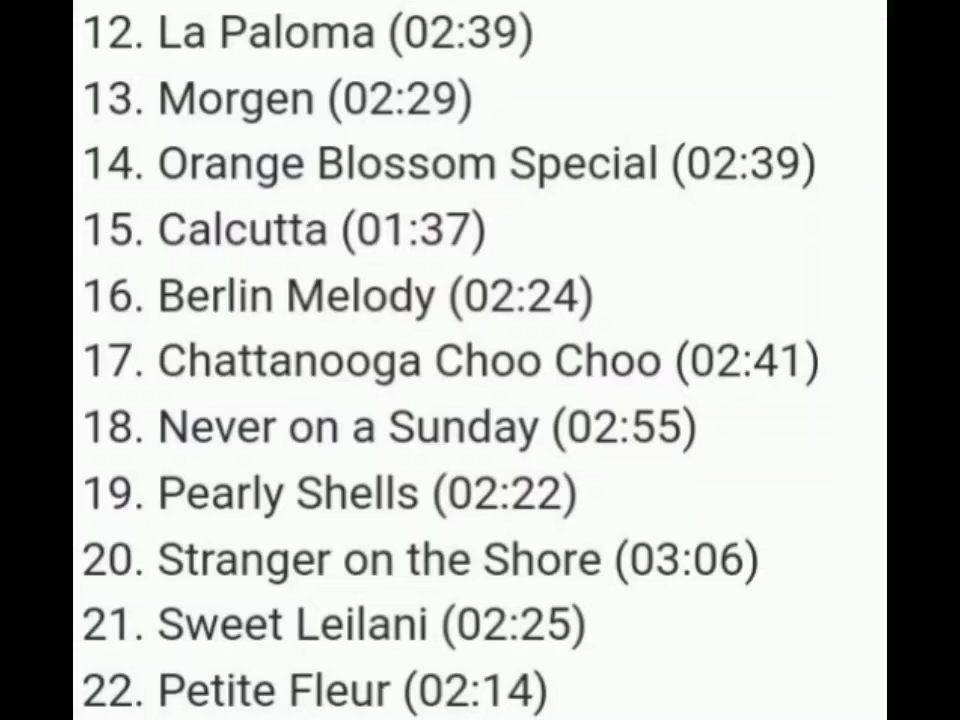 12. La Paloma (02:39)
13. Morgen (02:29)
14. Orange Blossom Special (02:39)
15. Calcutta (01:37)
16. Berlin Melody (02:24)
17. Chattanooga Choo Choo (02:41)
18. Never on a Sunday (02:55)
19. Pearly Shells (02:22)
20. Stranger on the Shore (03:06)
21. Sweet Leilani (02:25)
22. Petite Fleur (02:14)